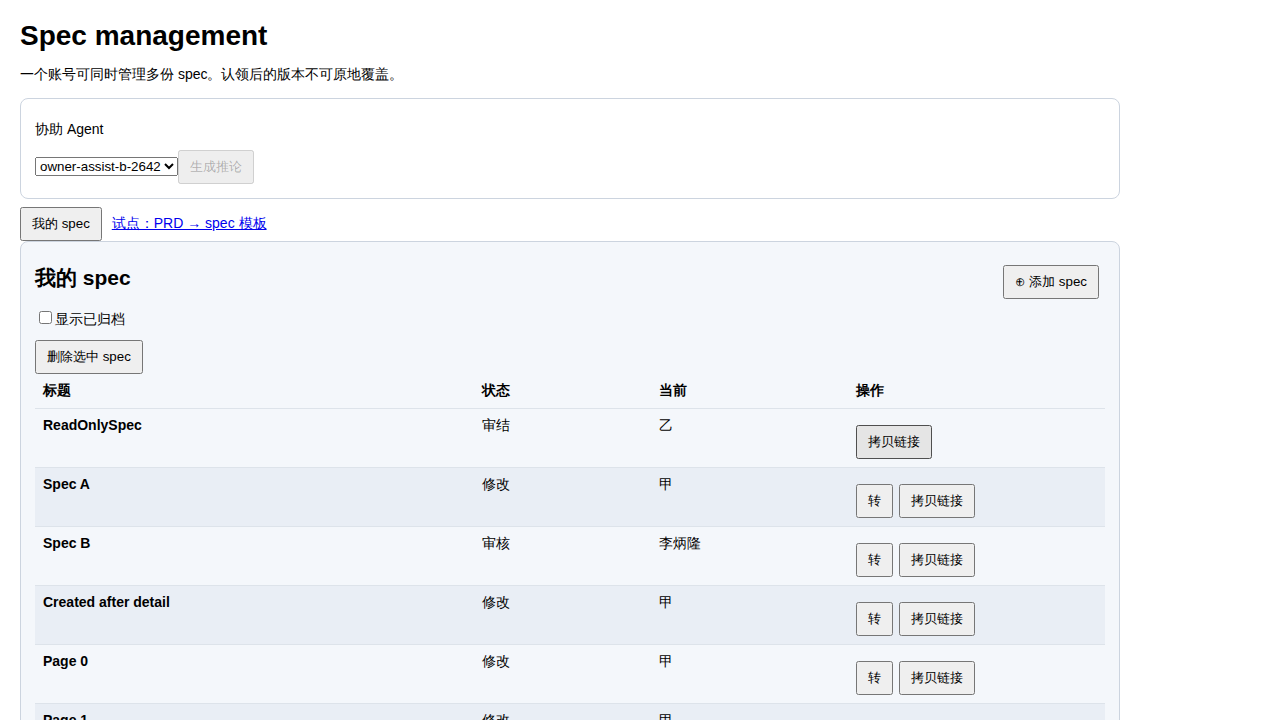 Spec management
一个账号可同时管理多份 spec。认领后的版本不可原地覆盖。
协助 Agent
owner-assist-b-2642 生成推论
我的 spec 试点：PRD → spec 模板
我的 spec ⊕ 添加 spec
显示已归档
删除选中 spec
标题 状态 当前 操作
ReadOnlySpec 审结 乙 拷贝链接
Spec A 修改 甲 转 拷贝链接
Spec B 审核 李炳隆 转 拷贝链接
Created after detail 修改 甲 转 拷贝链接
Page 0 修改 甲 转 拷贝链接
Page 1 修改 甲